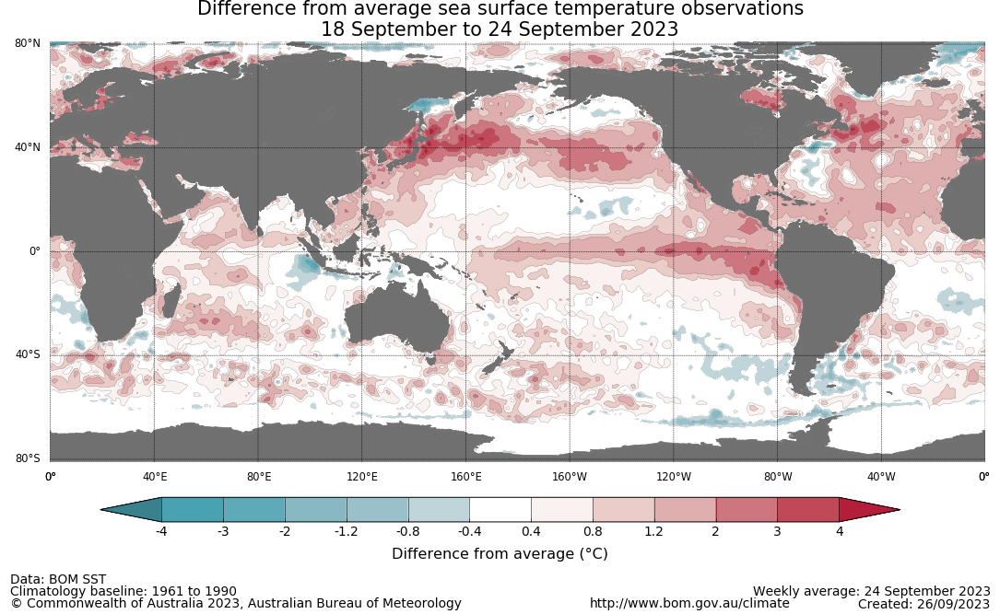 Difference from average sea surface temperature observations
18 September to 24 September 2023
80°N
40°N
0°
40°S
80°S
0° 40°E 80°E 120°E 160°E 160°W 120°W 80°W 40°W 0°
-4 -3 -2 -1.2 -0.8 -0.4 0.4 0.8 1.2 2 3 4
Difference from average (°C)
Data: BOM SST
Climatology baseline: 1961 to 1990
Weekly average: 24 September 2023
© Commonwealth of Australia 2023, Australian Bureau of Meteorology
http://www.bom.gov.au/climate
Created: 26/09/2023